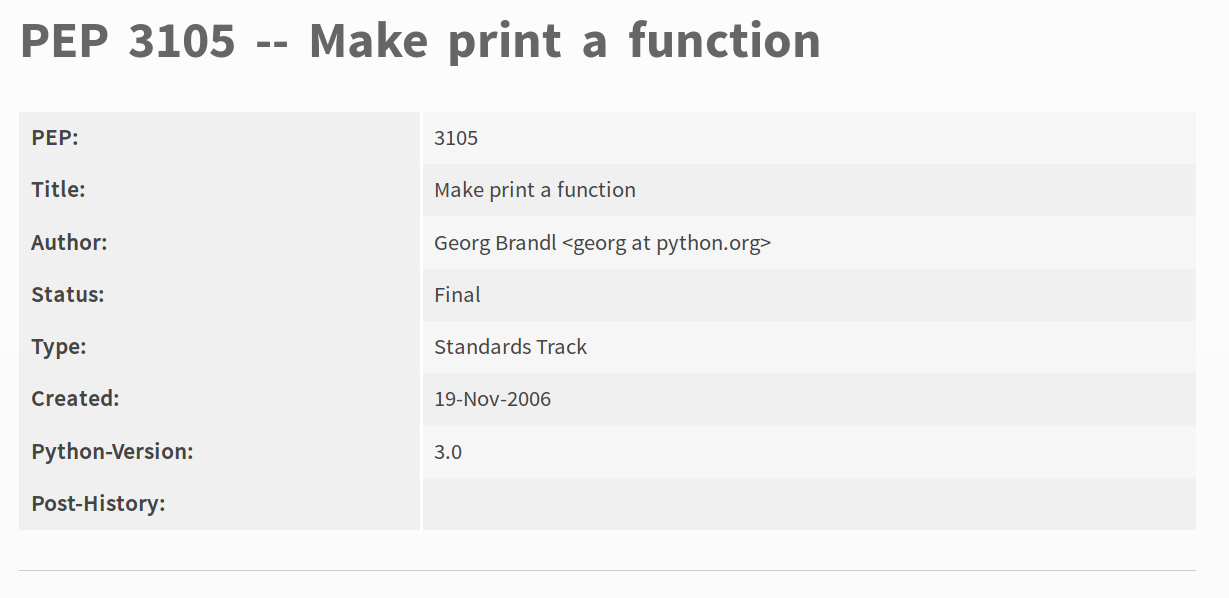 PEP 3105 -- Make print a function
PEP: 3105
Title: Make print a function
Author: Georg Brandl <georg at python.org>
Status: Final
Type: Standards Track
Created: 19-Nov-2006
Python-Version: 3.0
Post-History: